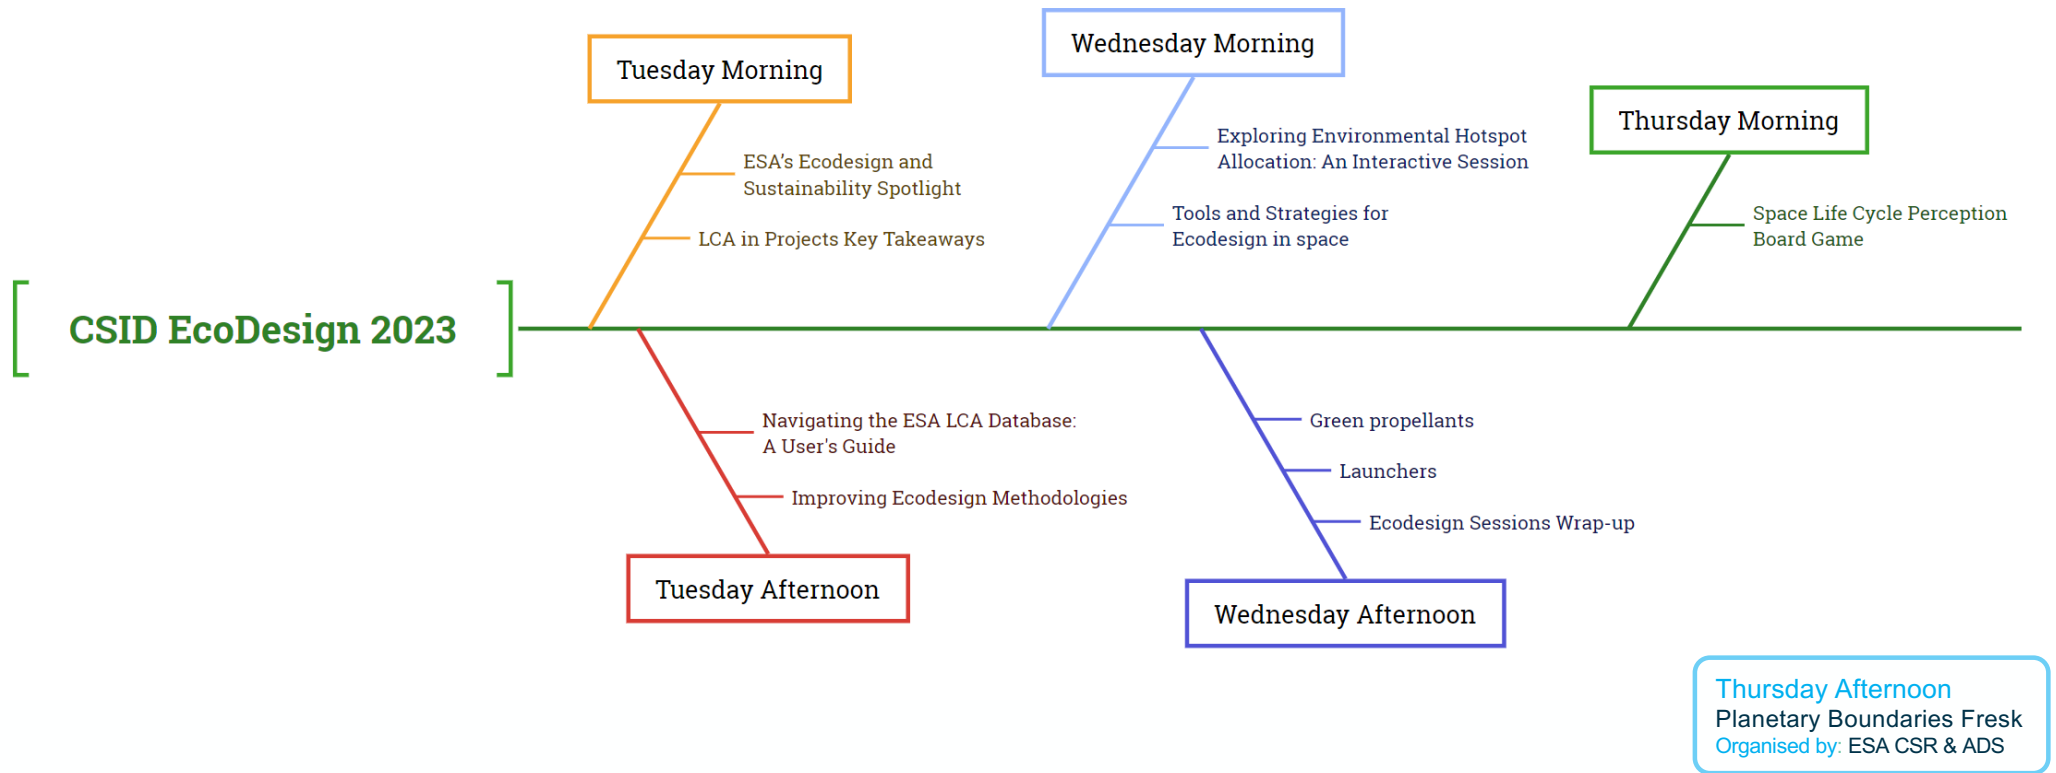 CSID EcoDesign 2023
Tuesday Morning
ESA’s Ecodesign and
Sustainability Spotlight
LCA in Projects Key Takeaways
Navigating the ESA LCA Database:
A User's Guide
Improving Ecodesign Methodologies
Tuesday Afternoon
Wednesday Morning
Exploring Environmental Hotspot
Allocation: An Interactive Session
Tools and Strategies for
Ecodesign in space
Green propellants
Launchers
Ecodesign Sessions Wrap-up
Wednesday Afternoon
Thursday Morning
Space Life Cycle Perception
Board Game
Thursday Afternoon
Planetary Boundaries Fresk
Organised by: ESA CSR & ADS